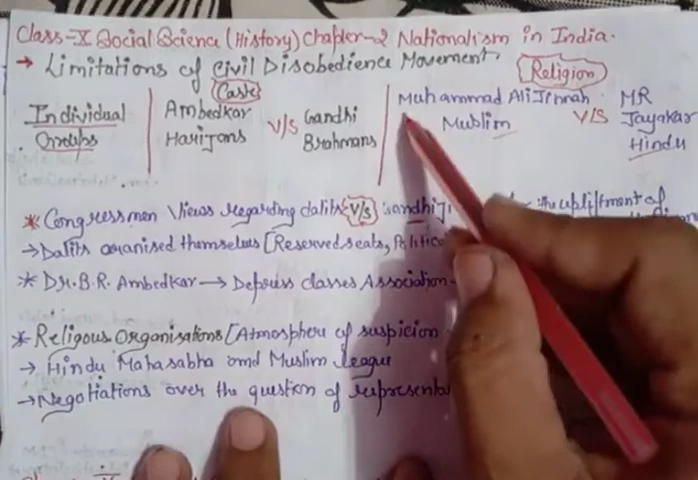 Class-X Social Science (History) Chapter-2 Nationalism in India.
→ Limitations of Civil Disobedience Movement.
Religion
Caste
Individual Groups
Ambedkar Harijans
V/S
Gandhi Brahmans
Muhammad Ali Jinnah Muslim
V/S
MR Jayakar Hindu
* Congressmen Views regarding dalits V/S Gandhiji the upliftment of
→ Dalits organised themselves [Reserved seats, Politica
* Dr. B.R. Ambedkar → Depress classes Association
* Religous Organisations [Atmosphere of suspicion
→ Hindu Mahasabha and Muslim league
→ Negotiations over the question of representa